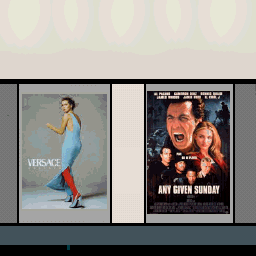 VERSACE
AL PACINO CAMERON DIAZ DENNIS QUAID
JAMES WOODS JAMIE FOXX LL COOL J
ANY GIVEN SUNDAY